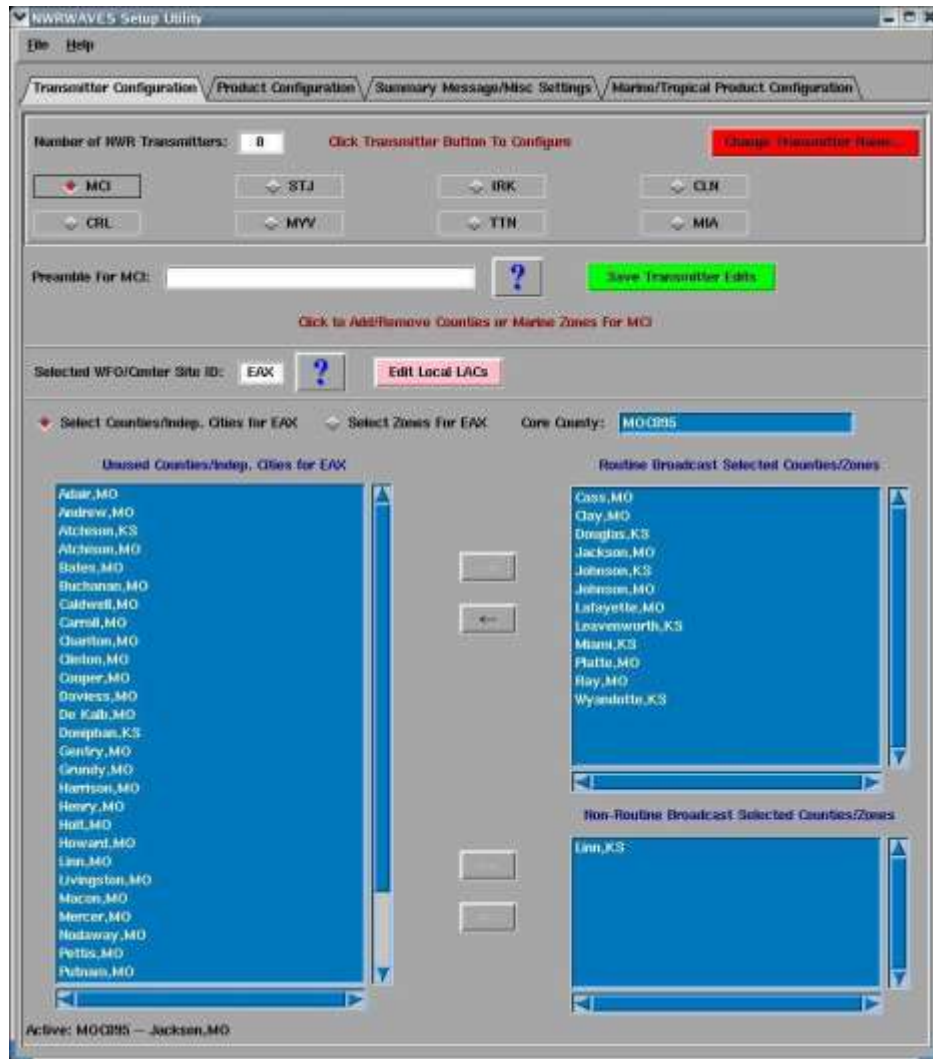 NWRWAVES Setup Utility
File Help
Transmitter Configuration Product Configuration Summary Message/Misc Settings Marine/Tropical Product Configuration
Number of NWR Transmitters: 8 Click Transmitter Button To Configure Change Transmitter Name...
MCI STJ IRK CLN
CRL MYV TTN MIA
Preamble For MCI: ? Save Transmitter Edits
Click to Add/Remove Counties or Marine Zones For MCI
Selected WFO/Center Site ID: EAX ? Edit Local LACs
Select Counties/Indep. Cities for EAX Select Zones For EAX Core County: MOC095
Unused Counties/Indep. Cities for EAX
Adair,MO
Andrew,MO
Atchison,KS
Atchison,MO
Bates,MO
Buchanan,MO
Caldwell,MO
Carroll,MO
Chariton,MO
Clinton,MO
Cooper,MO
Daviess,MO
De Kalb,MO
Doniphan,KS
Gentry,MO
Grundy,MO
Harrison,MO
Henry,MO
Holt,MO
Howard,MO
Linn,MO
Livingston,MO
Macon,MO
Mercer,MO
Nodaway,MO
Pettis,MO
Putnam,MO
Routine Broadcast Selected Counties/Zones
Cass,MO
Clay,MO
Douglas,KS
Jackson,MO
Johnson,KS
Johnson,MO
Lafayette,MO
Leavenworth,KS
Miami,KS
Platte,MO
Ray,MO
Wyandotte,KS
<--
Non-Routine Broadcast Selected Counties/Zones
Linn,KS
Active: MOC095 -- Jackson,MO